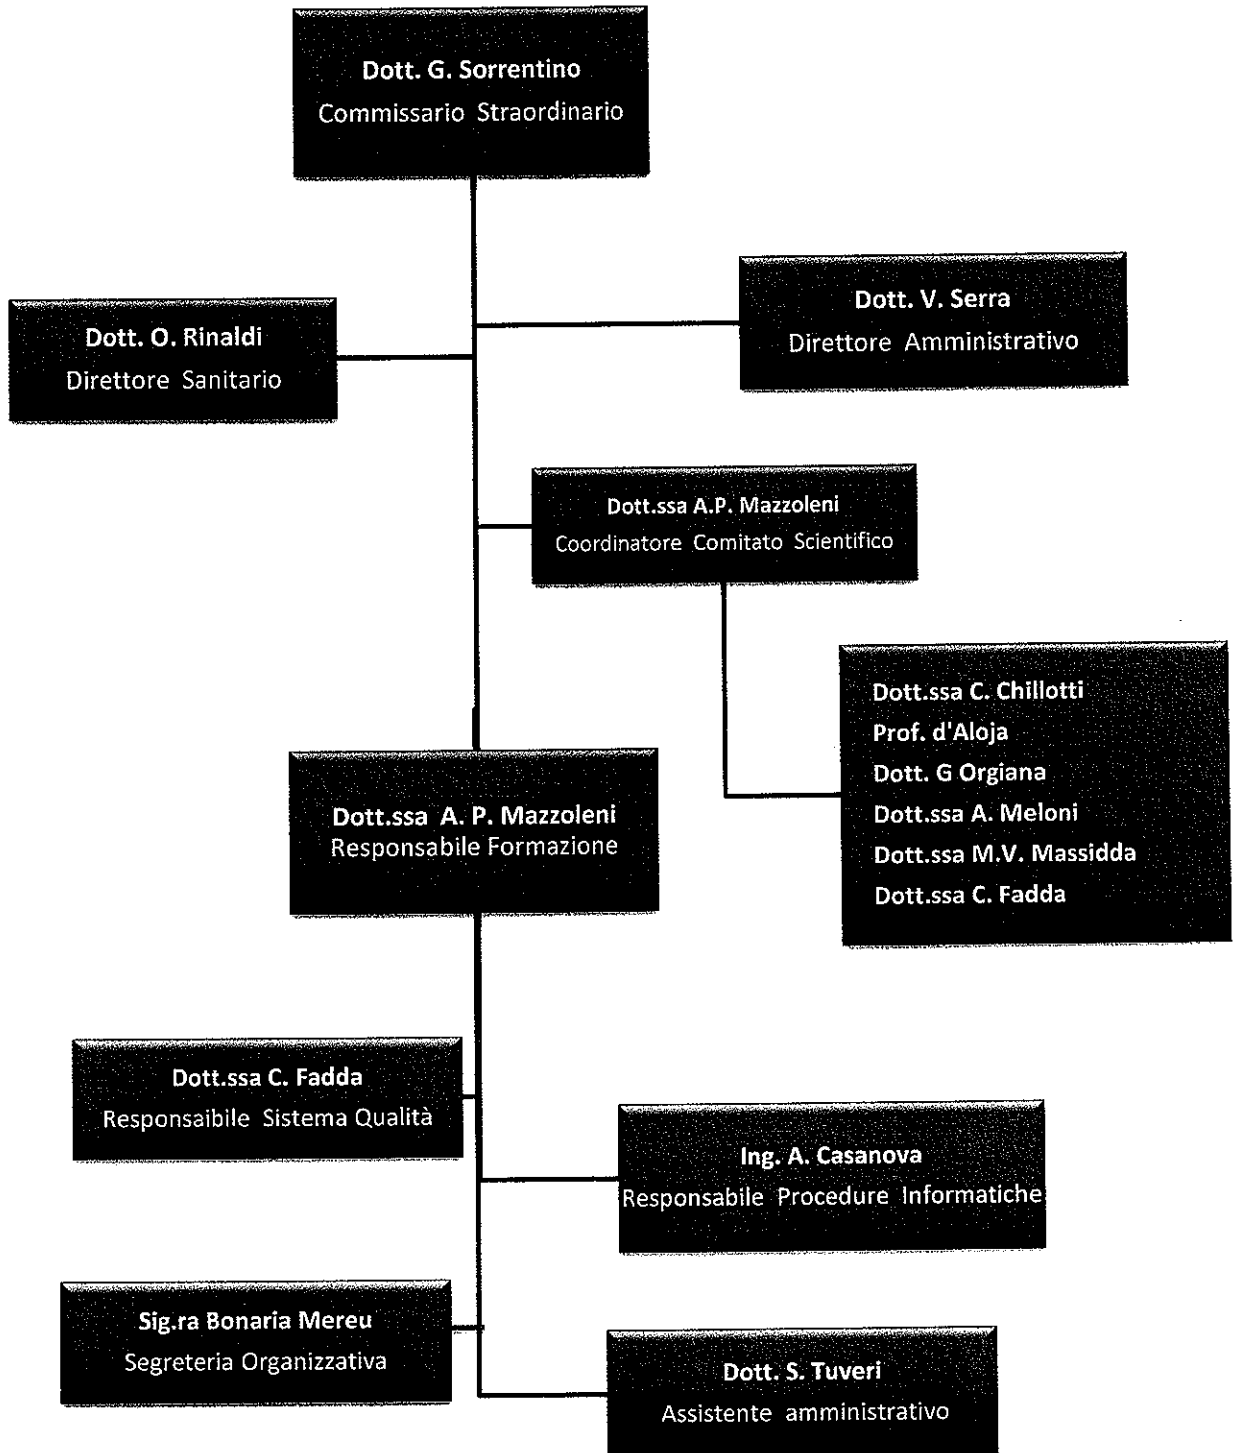 Dott. G. Sorrentino
Commissario Straordinario
Dott. V. Serra
Direttore Amministrativo
Dott. O. Rinaldi
Direttore Sanitario
Dott.ssa A.P. Mazzoleni
Coordinatore Comitato Scientifico
Dott.ssa C. Chillotti
Prof. d'Aloja
Dott. G Orgiana
Dott.ssa A. Meloni
Dott.ssa M.V. Massidda
Dott.ssa C. Fadda
Dott.ssa A. P. Mazzoleni
Responsabile Formazione
Dott.ssa C. Fadda
Responsaibile Sistema Qualità
Ing. A. Casanova
Responsabile Procedure Informatiche
Sig.ra Bonaria Mereu
Segreteria Organizzativa
Dott. S. Tuveri
Assistente amministrativo